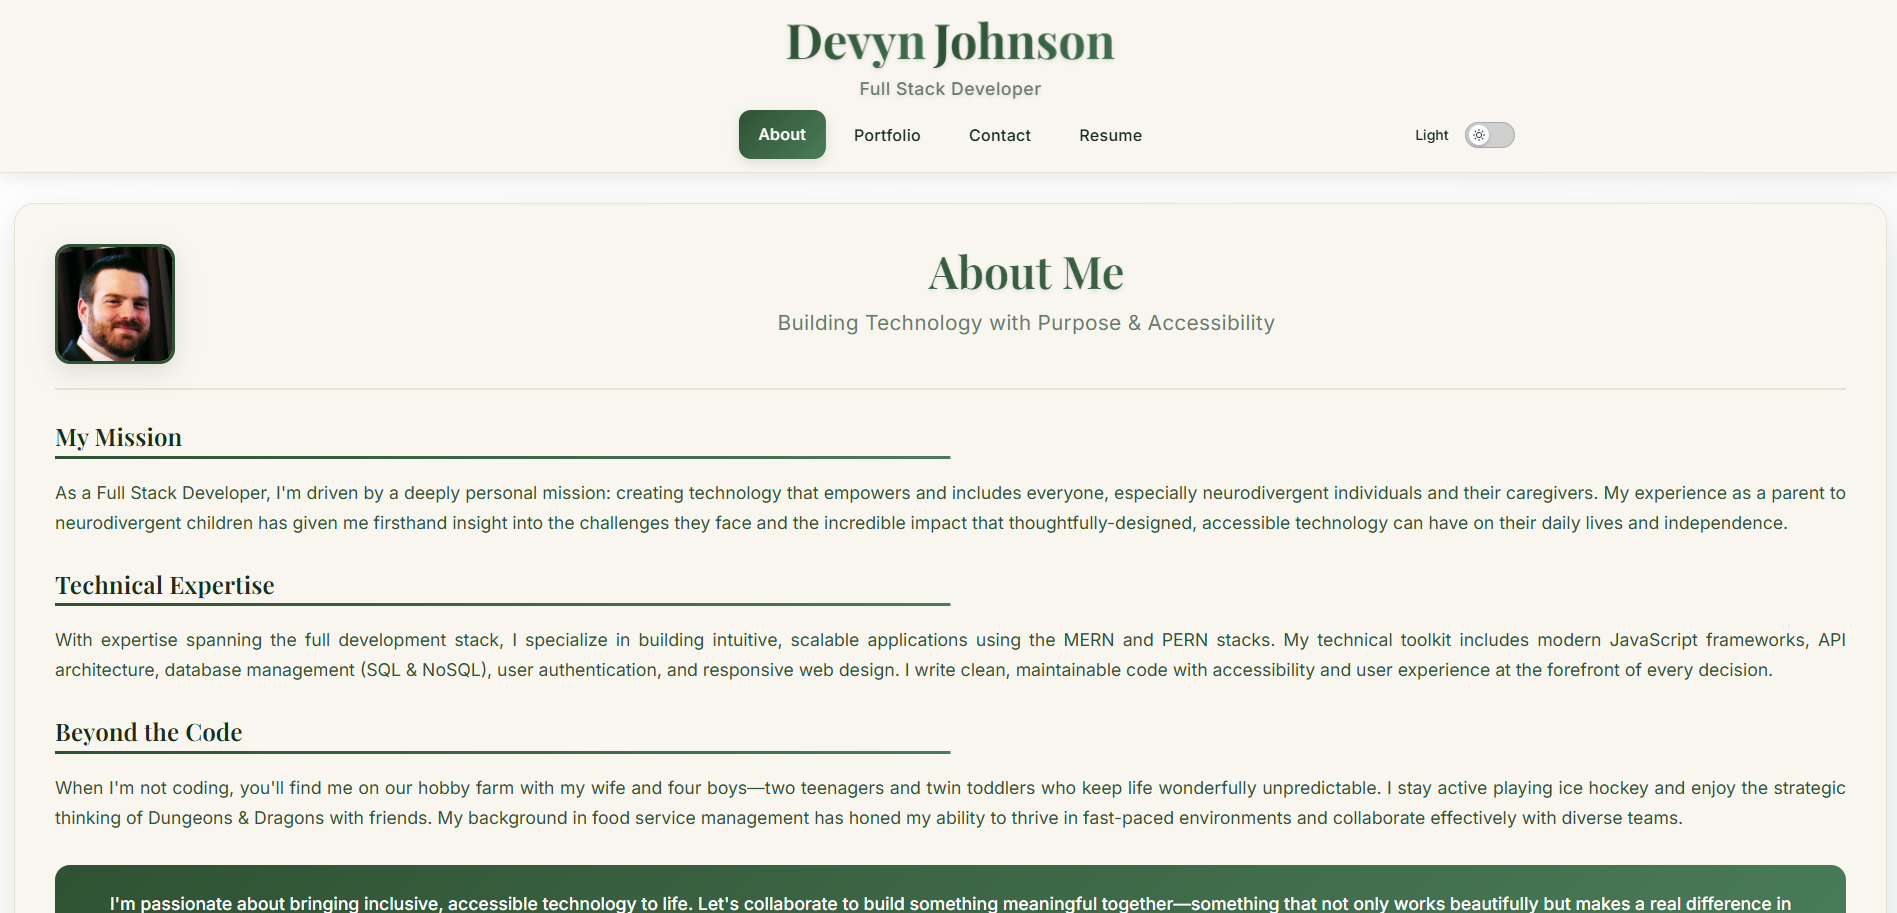 Devyn Johnson
Full Stack Developer
About Portfolio Contact Resume Light
About Me
Building Technology with Purpose & Accessibility
My Mission
As a Full Stack Developer, I'm driven by a deeply personal mission: creating technology that empowers and includes everyone, especially neurodivergent individuals and their caregivers. My experience as a parent to
neurodivergent children has given me firsthand insight into the challenges they face and the incredible impact that thoughtfully-designed, accessible technology can have on their daily lives and independence.
Technical Expertise
With expertise spanning the full development stack, I specialize in building intuitive, scalable applications using the MERN and PERN stacks. My technical toolkit includes modern JavaScript frameworks, API
architecture, database management (SQL & NoSQL), user authentication, and responsive web design. I write clean, maintainable code with accessibility and user experience at the forefront of every decision.
Beyond the Code
When I'm not coding, you'll find me on our hobby farm with my wife and four boys—two teenagers and twin toddlers who keep life wonderfully unpredictable. I stay active playing ice hockey and enjoy the strategic
thinking of Dungeons & Dragons with friends. My background in food service management has honed my ability to thrive in fast-paced environments and collaborate effectively with diverse teams.
I'm passionate about bringing inclusive, accessible technology to life. Let's collaborate to build something meaningful together—something that not only works beautifully but makes a real difference in